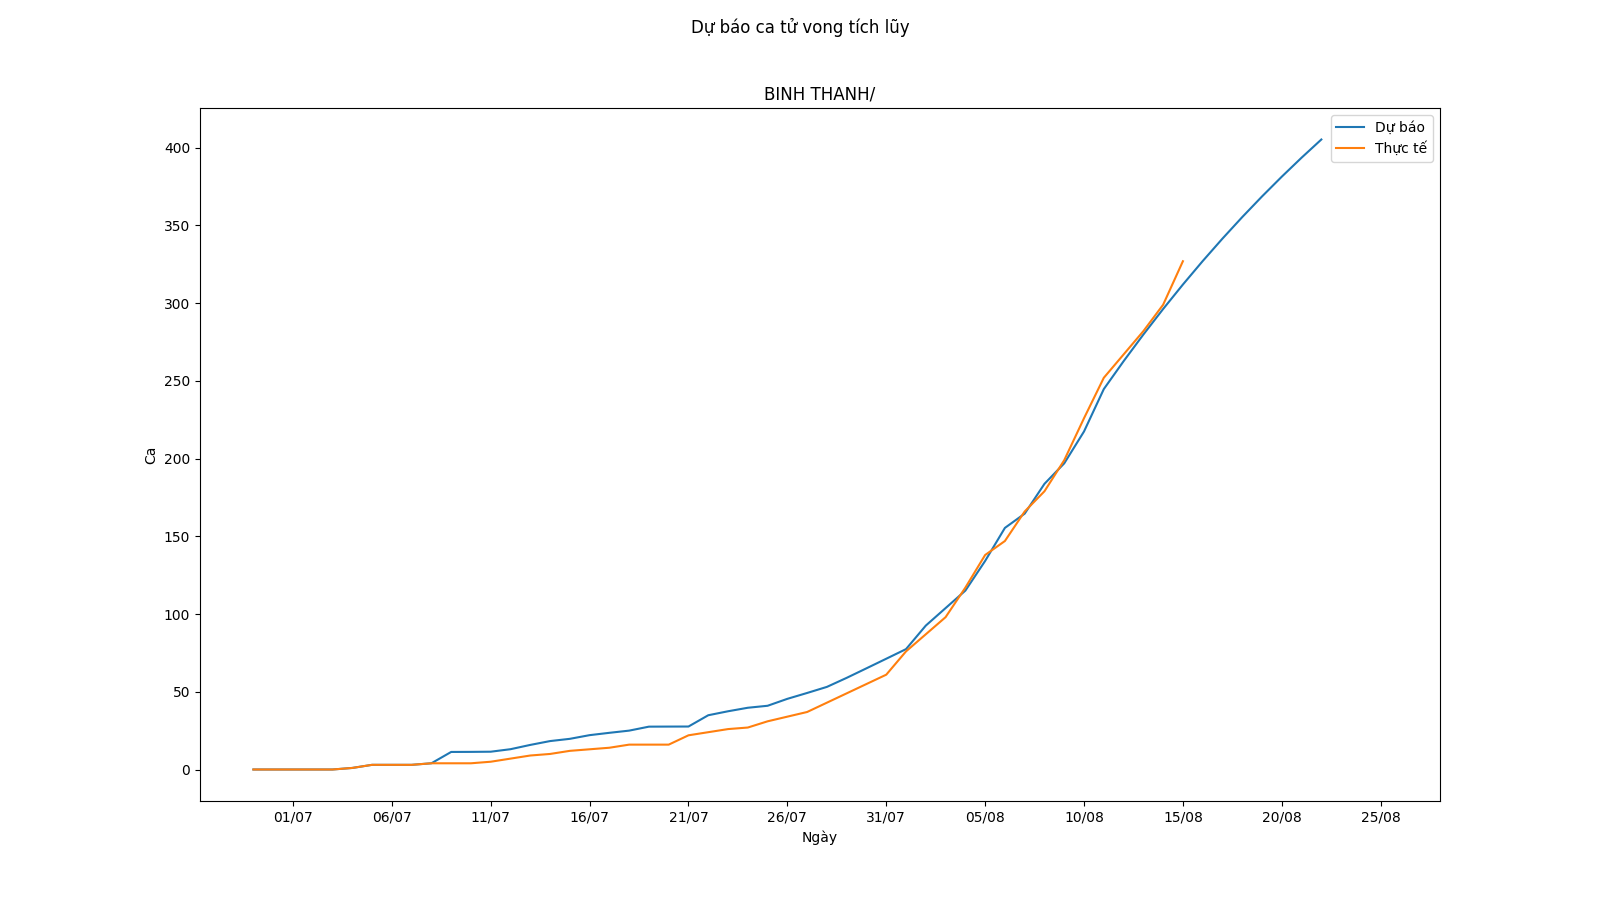 Dự báo ca tử vong tích lũy
BINH THANH/
Dự báo
Thực tế
400
350
300
250
200
150
100
50
0
Ca
01/07 06/07 11/07 16/07 21/07 26/07 31/07 05/08 10/08 15/08 20/08 25/08
Ngày